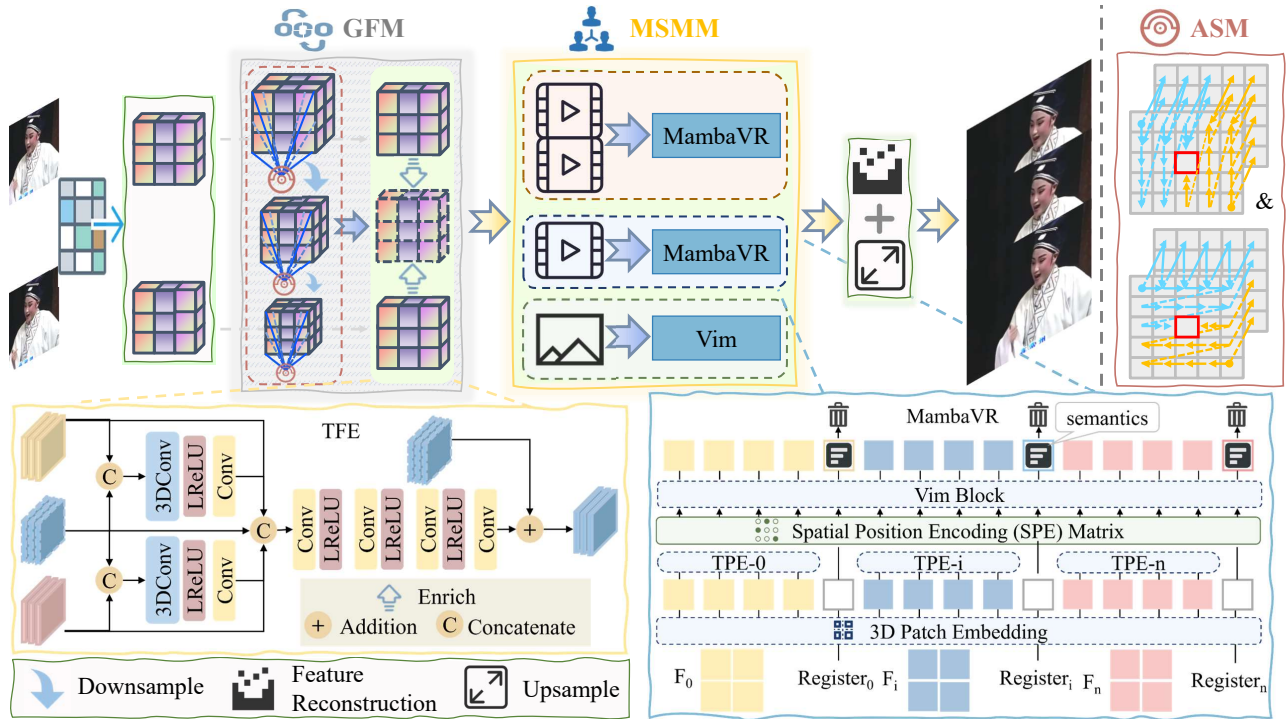 GFM
MSMM
ASM
MambaVR
MambaVR
Vim
&
TFE
C
3DConv
LReLU
Conv
C
3DConv
LReLU
Conv
C
Conv
LReLU
Conv
LReLU
Conv
LReLU
Conv
+
Enrich
+ Addition
C Concatenate
Downsample
Feature
Reconstruction
Upsample
MambaVR
semantics
Vim Block
Spatial Position Encoding (SPE) Matrix
TPE-0
TPE-i
TPE-n
3D Patch Embedding
F0
Register0
Fi
Registeri
Fn
Registern